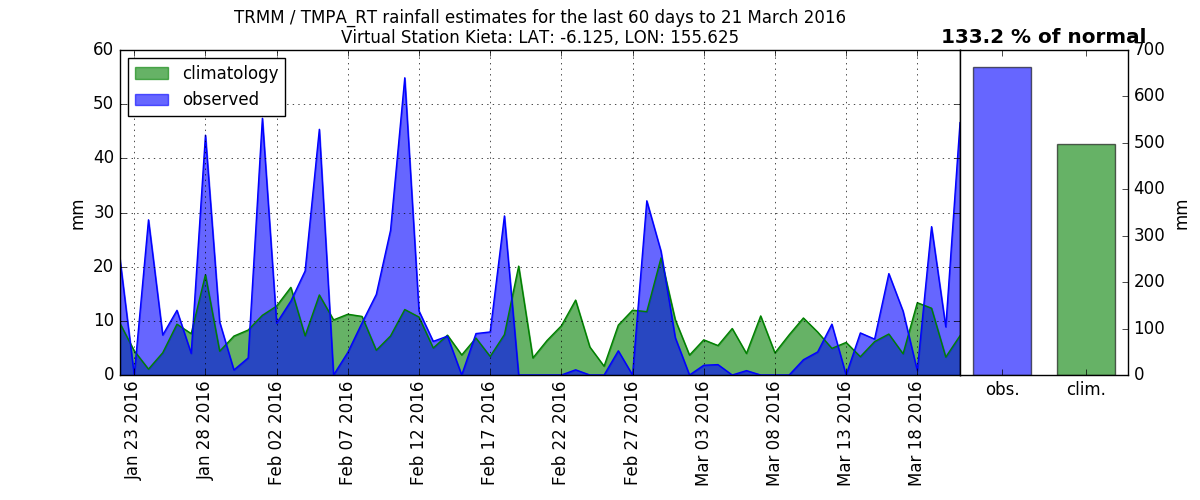 TRMM / TMPA_RT rainfall estimates for the last 60 days to 21 March 2016
Virtual Station Kieta: LAT: -6.125, LON: 155.625
133.2 % of normal
climatology
observed
mm
60
50
40
30
20
10
0
Jan 23 2016
Jan 28 2016
Feb 02 2016
Feb 07 2016
Feb 12 2016
Feb 17 2016
Feb 22 2016
Feb 27 2016
Mar 03 2016
Mar 08 2016
Mar 13 2016
Mar 18 2016
obs.
clim.
700
600
500
400
300
200
100
0
mm